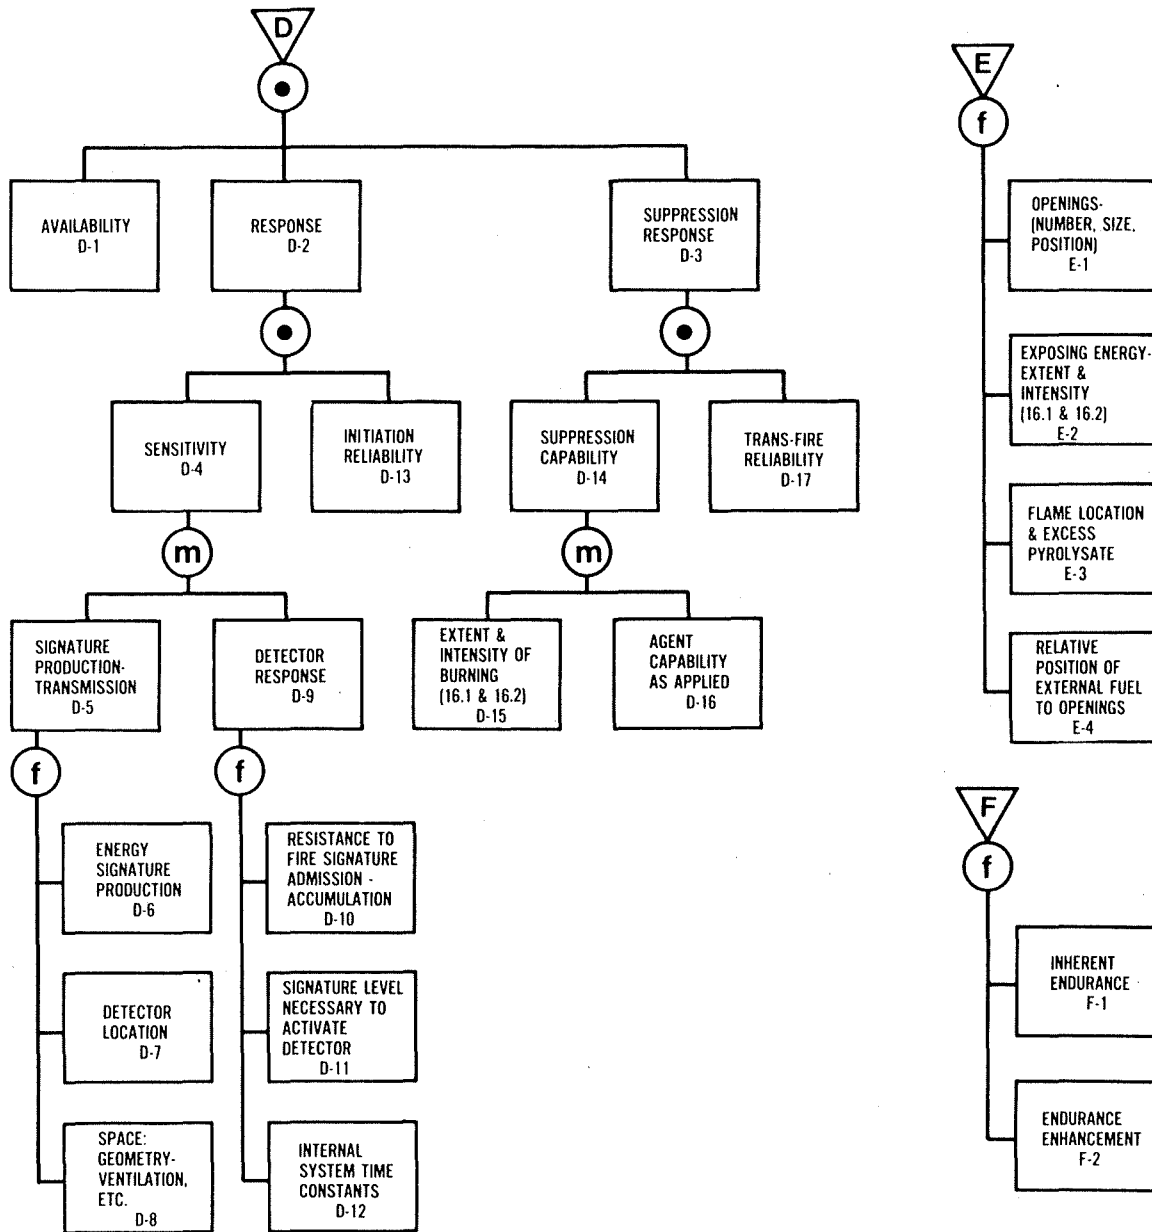 D
AVAILABILITY
D-1
RESPONSE
D-2
SUPPRESSION
RESPONSE
D-3
SENSITIVITY
D-4
INITIATION
RELIABILITY
D-13
SUPPRESSION
CAPABILITY
D-14
TRANS-FIRE
RELIABILITY
D-17
m
m
SIGNATURE
PRODUCTION-
TRANSMISSION
D-5
DETECTOR
RESPONSE
D-9
EXTENT &
INTENSITY OF
BURNING
(16.1 & 16.2)
D-15
AGENT
CAPABILITY
AS APPLIED
D-16
f
f
ENERGY
SIGNATURE
PRODUCTION
D-6
DETECTOR
LOCATION
D-7
SPACE:
GEOMETRY-
VENTILATION,
ETC.
D-8
RESISTANCE TO
FIRE SIGNATURE
ADMISSION -
ACCUMULATION
D-10
SIGNATURE LEVEL
NECESSARY TO
ACTIVATE
DETECTOR
D-11
INTERNAL
SYSTEM TIME
CONSTANTS
D-12
E
f
OPENINGS-
(NUMBER, SIZE,
POSITION)
E-1
EXPOSING ENERGY-
EXTENT &
INTENSITY
(16.1 & 16.2)
E-2
FLAME LOCATION
& EXCESS
PYROLYSATE
E-3
RELATIVE
POSITION OF
EXTERNAL FUEL
TO OPENINGS
E-4
F
f
INHERENT
ENDURANCE
F-1
ENDURANCE
ENHANCEMENT
F-2